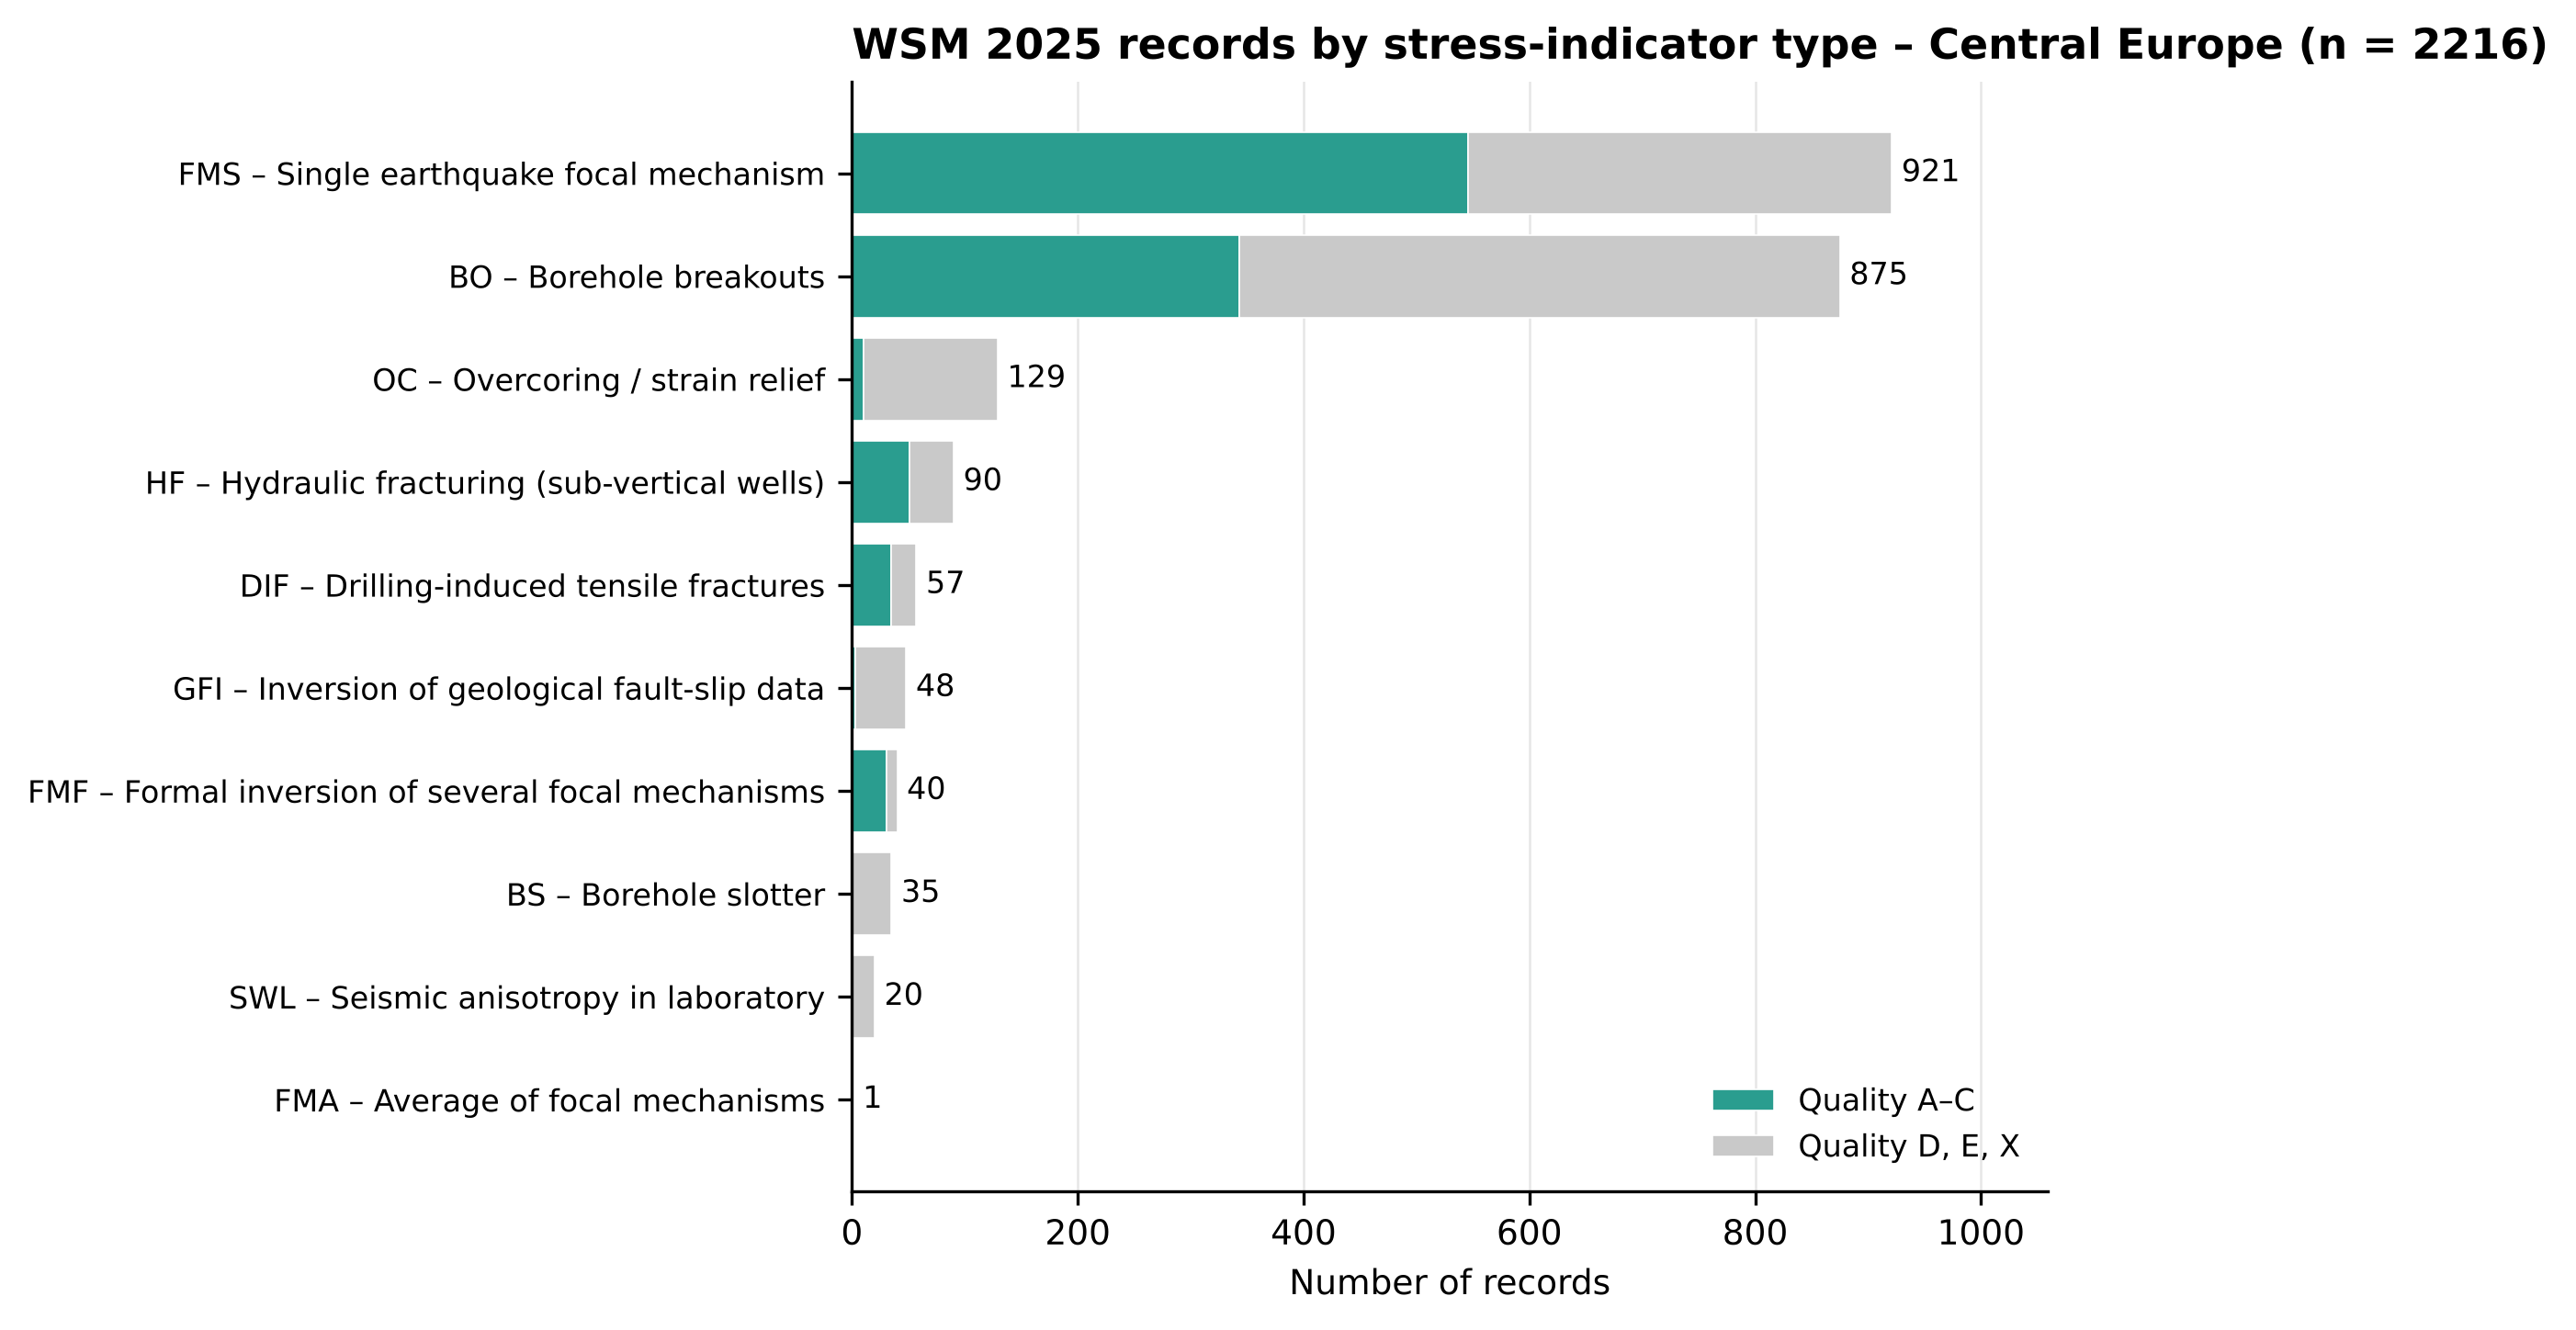 WSM 2025 records by stress-indicator type – Central Europe (n = 2216)
FMS – Single earthquake focal mechanism
921
BO – Borehole breakouts
875
OC – Overcoring / strain relief
129
HF – Hydraulic fracturing (sub-vertical wells)
90
DIF – Drilling-induced tensile fractures
57
GFI – Inversion of geological fault-slip data
48
FMF – Formal inversion of several focal mechanisms
40
BS – Borehole slotter
35
SWL – Seismic anisotropy in laboratory
20
FMA – Average of focal mechanisms
1
Quality A–C
Quality D, E, X
0 200 400 600 800 1000
Number of records